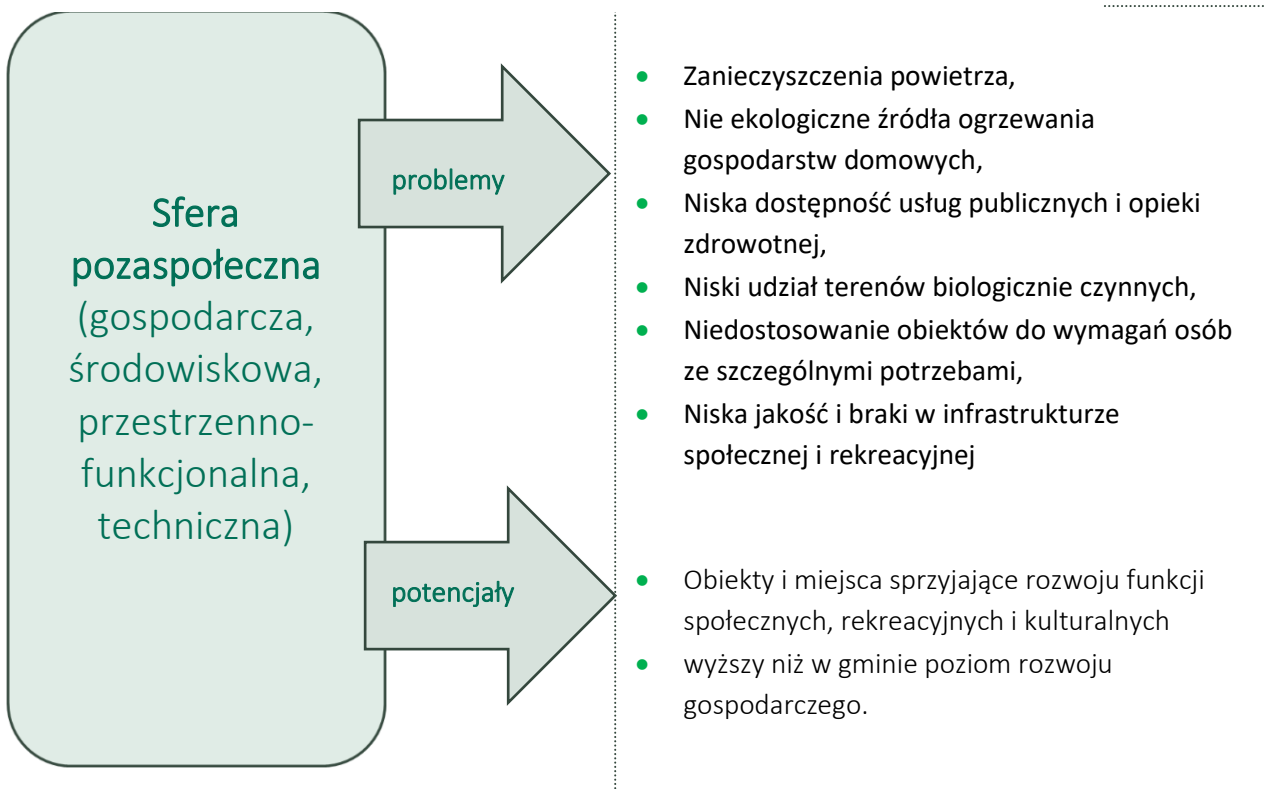 Sfera
pozaspołeczna
(gospodarcza,
środowiskowa,
przestrzenno-
funkcjonalna,
techniczna)
problemy
• Zanieczyszczenia powietrza,
• Nie ekologiczne źródła ogrzewania
gospodarstw domowych,
• Niska dostępność usług publicznych i opieki
zdrowotnej,
• Niski udział terenów biologicznie czynnych,
• Niedostosowanie obiektów do wymagań osób
ze szczególnymi potrzebami,
• Niska jakość i braki w infrastrukturze
społecznej i rekreacyjnej
potencjały
• Obiekty i miejsca sprzyjające rozwoju funkcji
społecznych, rekreacyjnych i kulturalnych
• wyższy niż w gminie poziom rozwoju
gospodarczego.